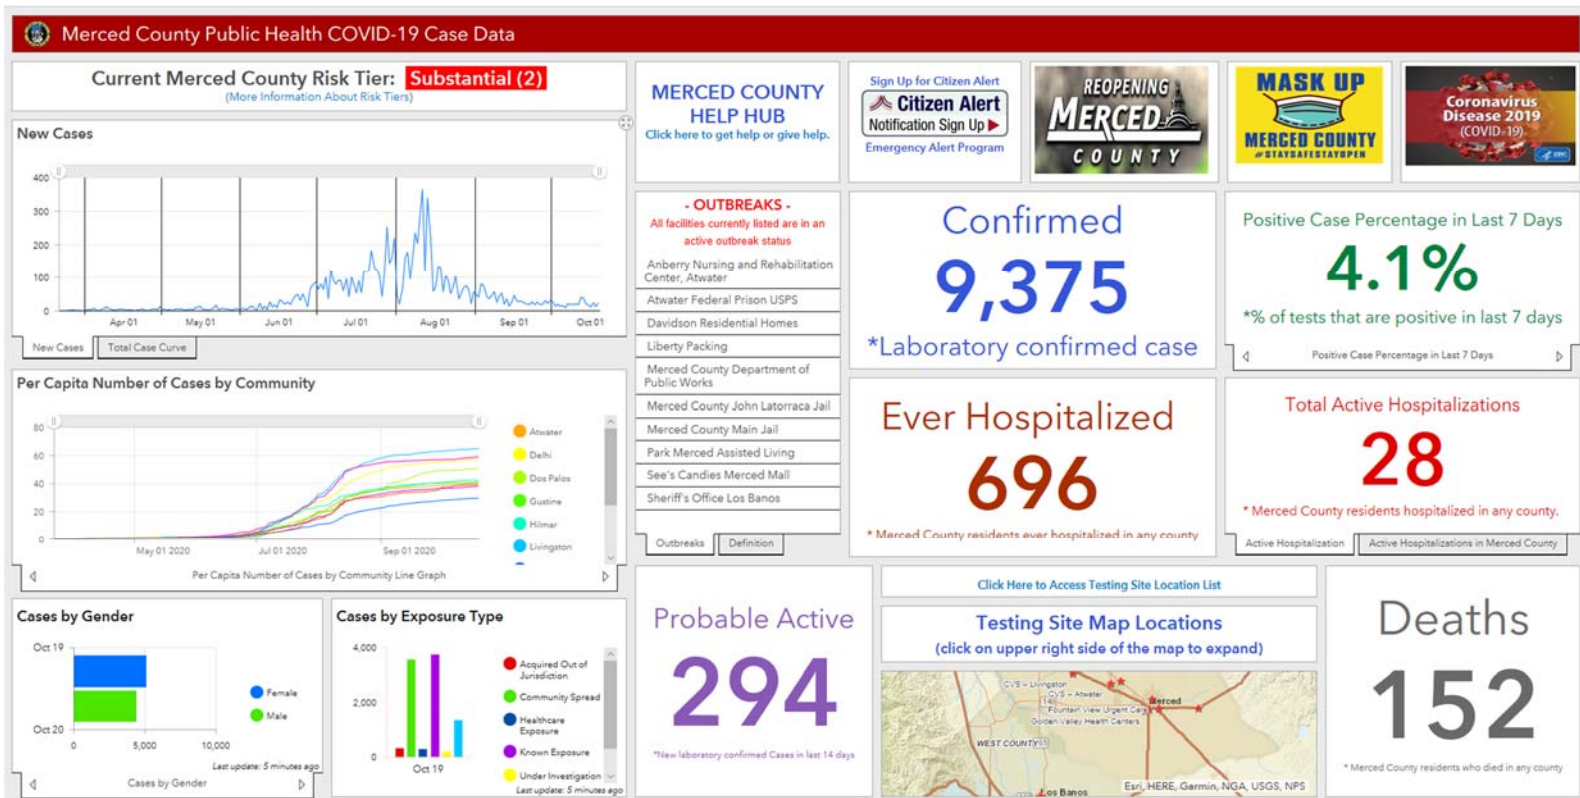 Merced County Public Health COVID-19 Case Data
Current Merced County Risk Tier: Substantial (2)
(More Information About Risk Tiers)
New Cases
400
300
200
100
0
Apr 01
May 01
Jun 01
Jul 01
Aug 01
Sep 01
Oct 01
New Cases
Total Case Curve
Per Capita Number of Cases by Community
80
60
40
20
0
May 01 2020
Jul 01 2020
Sep 01 2020
Atwater
Delhi
Dos Palos
Gustine
Hilmar
Livingston
Per Capita Number of Cases by Community Line Graph
Cases by Gender
Oct 19
Oct 20
0
5,000
10,000
Female
Male
Last update: 5 minutes ago
Cases by Gender
Cases by Exposure Type
4,000
2,000
0
Oct 19
Acquired Out of
Jurisdiction
Community Spread
Healthcare
Exposure
Known Exposure
Under Investigation
Last update: 5 minutes ago
MERCED COUNTY
HELP HUB
Click here to get help or give help.
Sign Up for Citizen Alert
Citizen Alert
Notification Sign Up
Emergency Alert Program
REOPENING
MERCED
COUNTY
MASK UP
MERCED COUNTY
#STAYSAFESTAYOPEN
Coronavirus
Disease 2019
(COVID-19)
CDC
- OUTBREAKS -
All facilities currently listed are in an
active outbreak status
Anberry Nursing and Rehabilitation
Center, Atwater
Atwater Federal Prison USPS
Davidson Residential Homes
Liberty Packing
Merced County Department of
Public Works
Merced County John Latorraca Jail
Merced County Main Jail
Park Merced Assisted Living
See's Candies Merced Mall
Sheriff's Office Los Banos
Outbreaks
Definition
Confirmed
9,375
*Laboratory confirmed case
Positive Case Percentage in Last 7 Days
4.1%
*% of tests that are positive in last 7 days
Positive Case Percentage in Last 7 Days
Ever Hospitalized
696
* Merced County residents ever hospitalized in any county
Total Active Hospitalizations
28
* Merced County residents hospitalized in any county.
Active Hospitalization
Active Hospitalizations in Merced County
Probable Active
294
*New laboratory confirmed Cases in last 14 days
Click Here to Access Testing Site Location List
Testing Site Map Locations
(click on upper right side of the map to expand)
CVS – Livingston
CVS – Atwater
Fountain View Urgent Care
Golden Valley Health Centers
Merced
WEST COUNTY
Los Banos
Esri, HERE, Garmin, NGA, USGS, NPS
Deaths
152
* Merced County residents who died in any county